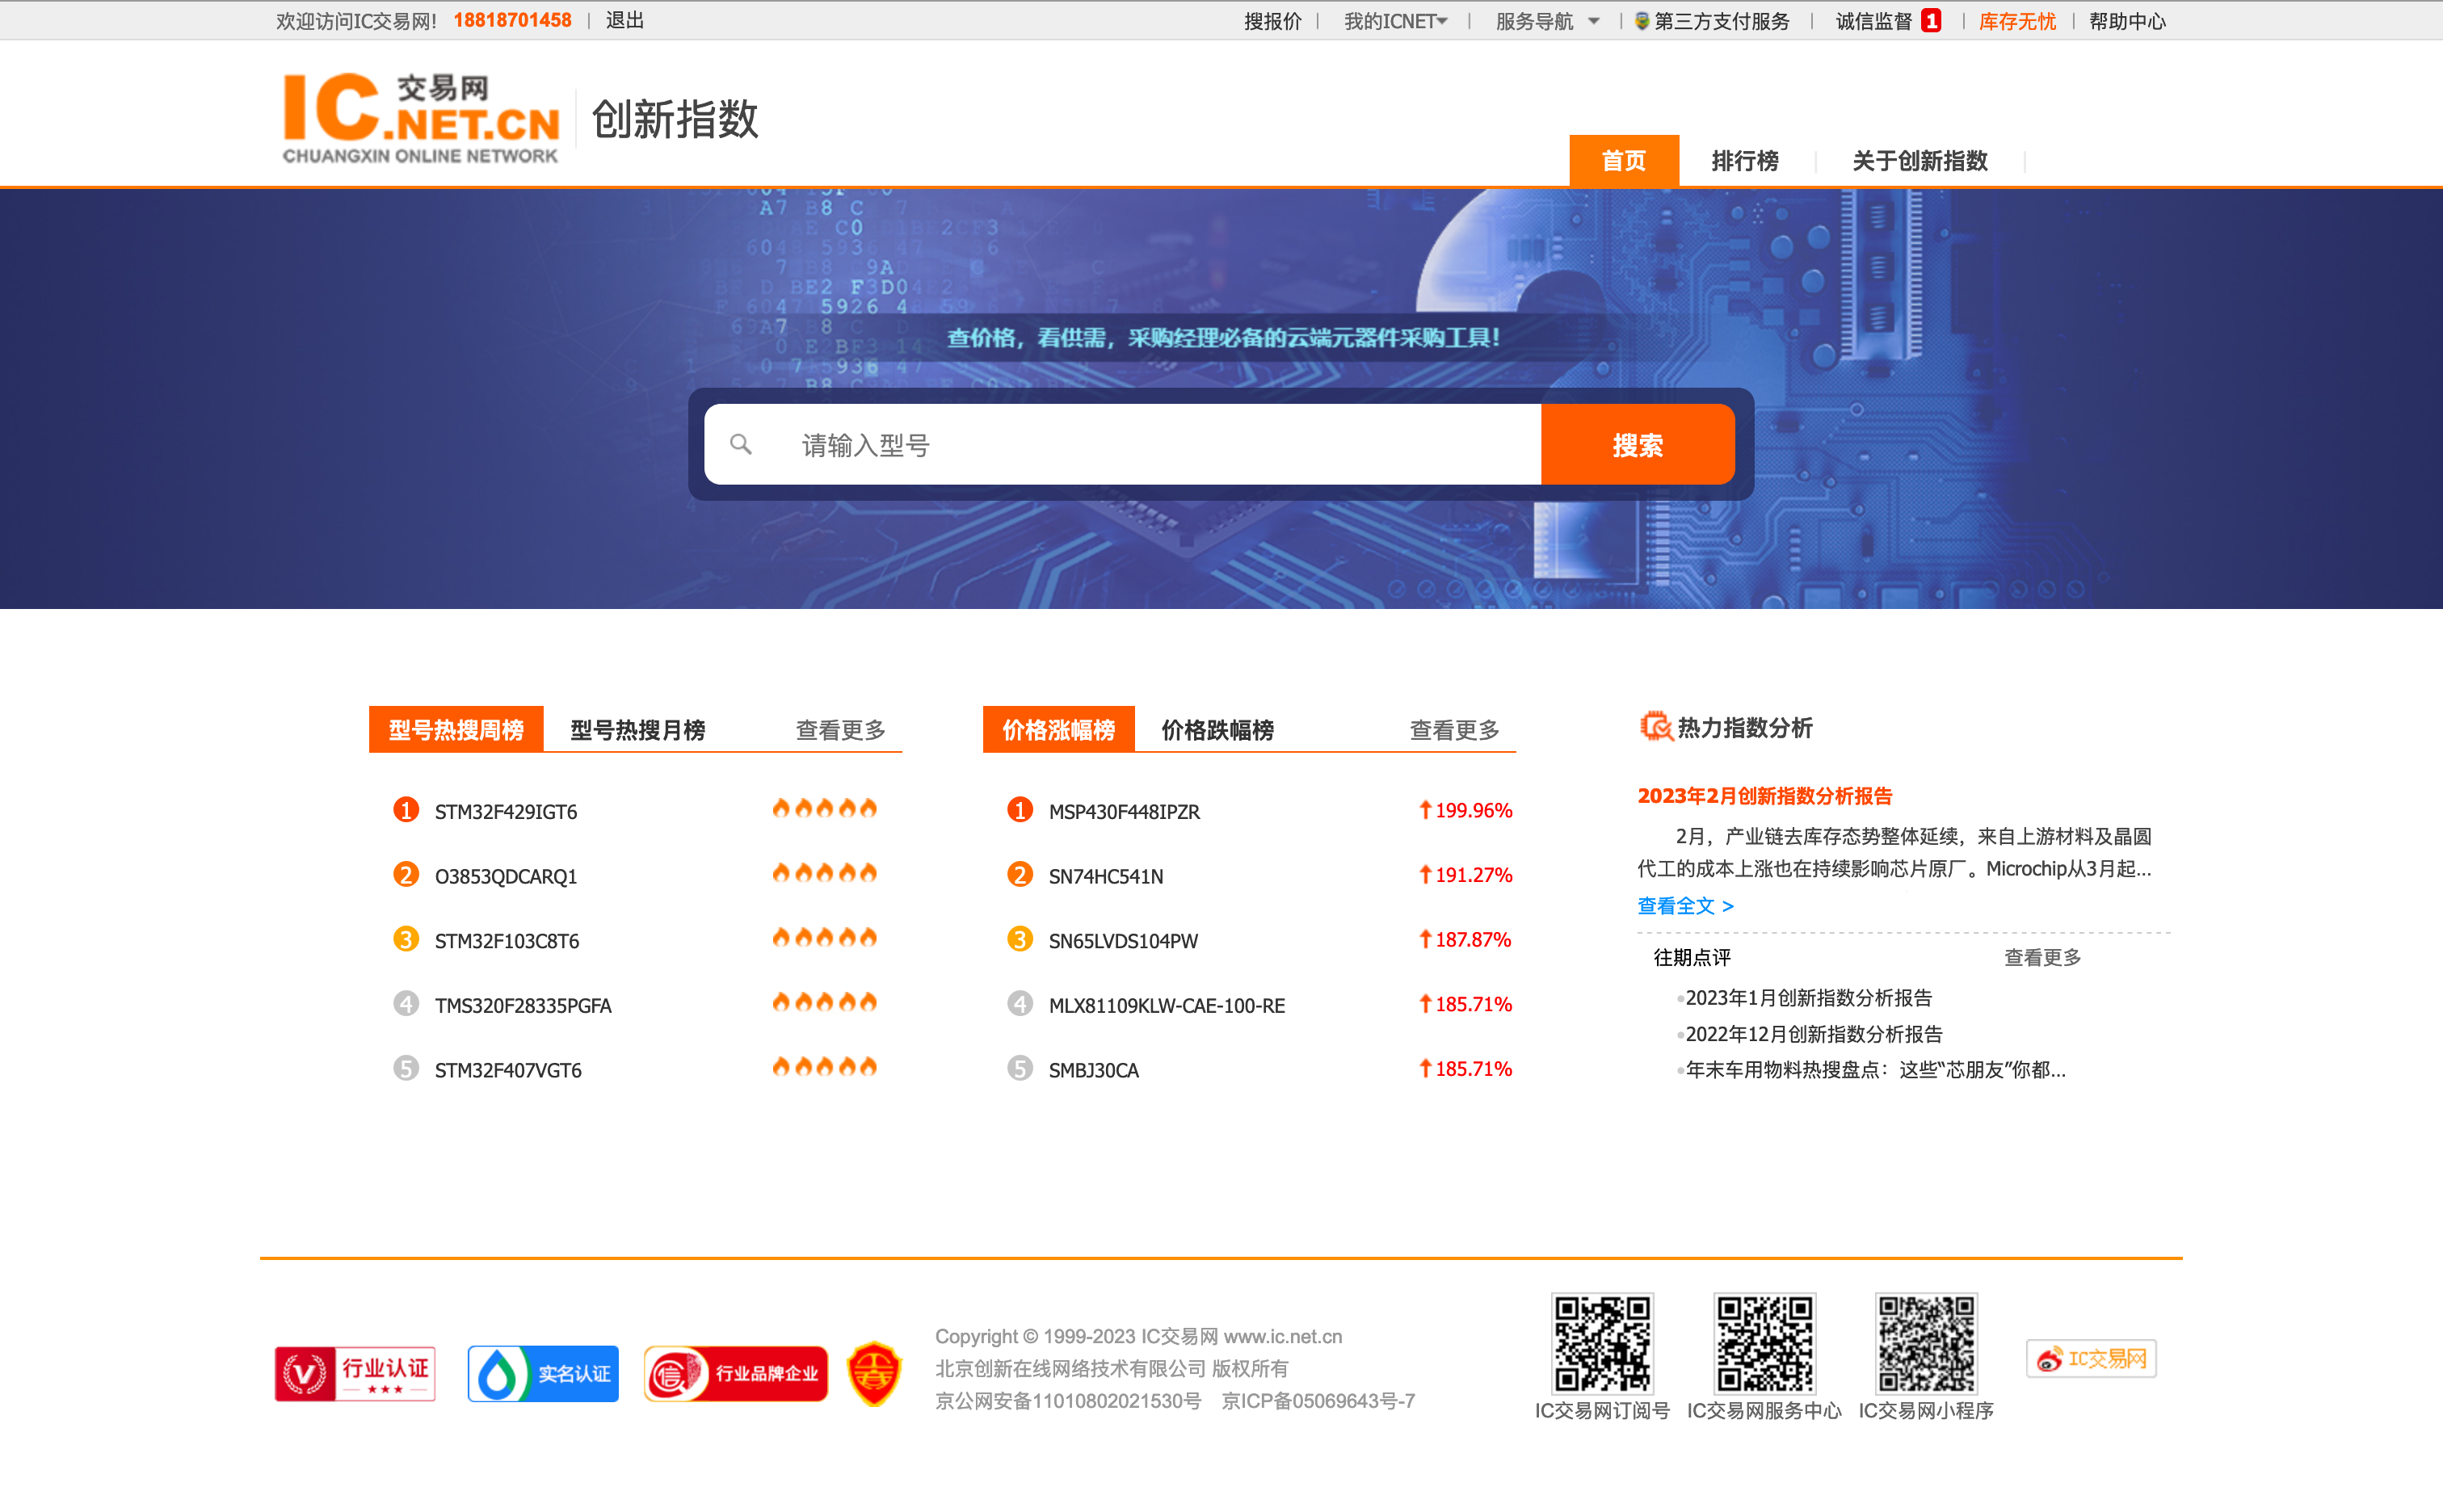 欢迎访问IC交易网! 18818701458 | 退出
搜报价 | 我的ICNET | 服务导航 | 第三方支付服务 | 诚信监督 1 | 库存无忧 | 帮助中心
IC交易网
.NET.CN
CHUANGXIN ONLINE NETWORK
创新指数
首页 排行榜 关于创新指数
查价格，看供需，采购经理必备的云端元器件采购工具！
请输入型号
搜索
型号热搜周榜 型号热搜月榜 查看更多
1 STM32F429IGT6
2 O3853QDCARQ1
3 STM32F103C8T6
4 TMS320F28335PGFA
5 STM32F407VGT6
价格涨幅榜 价格跌幅榜 查看更多
1 MSP430F448IPZR 199.96%
2 SN74HC541N 191.27%
3 SN65LVDS104PW 187.87%
4 MLX81109KLW-CAE-100-RE 185.71%
5 SMBJ30CA 185.71%
热力指数分析
2023年2月创新指数分析报告
2月，产业链去库存态势整体延续，来自上游材料及晶圆
代工的成本上涨也在持续影响芯片原厂。Microchip从3月起...
查看全文 >
往期点评 查看更多
2023年1月创新指数分析报告
2022年12月创新指数分析报告
年末车用物料热搜盘点：这些“芯朋友”你都...
行业认证
实名认证
信 行业品牌企业
Copyright © 1999-2023 IC交易网 www.ic.net.cn
北京创新在线网络技术有限公司 版权所有
京公网安备11010802021530号 京ICP备05069643号-7
IC交易网订阅号 IC交易网服务中心 IC交易网小程序
IC交易网